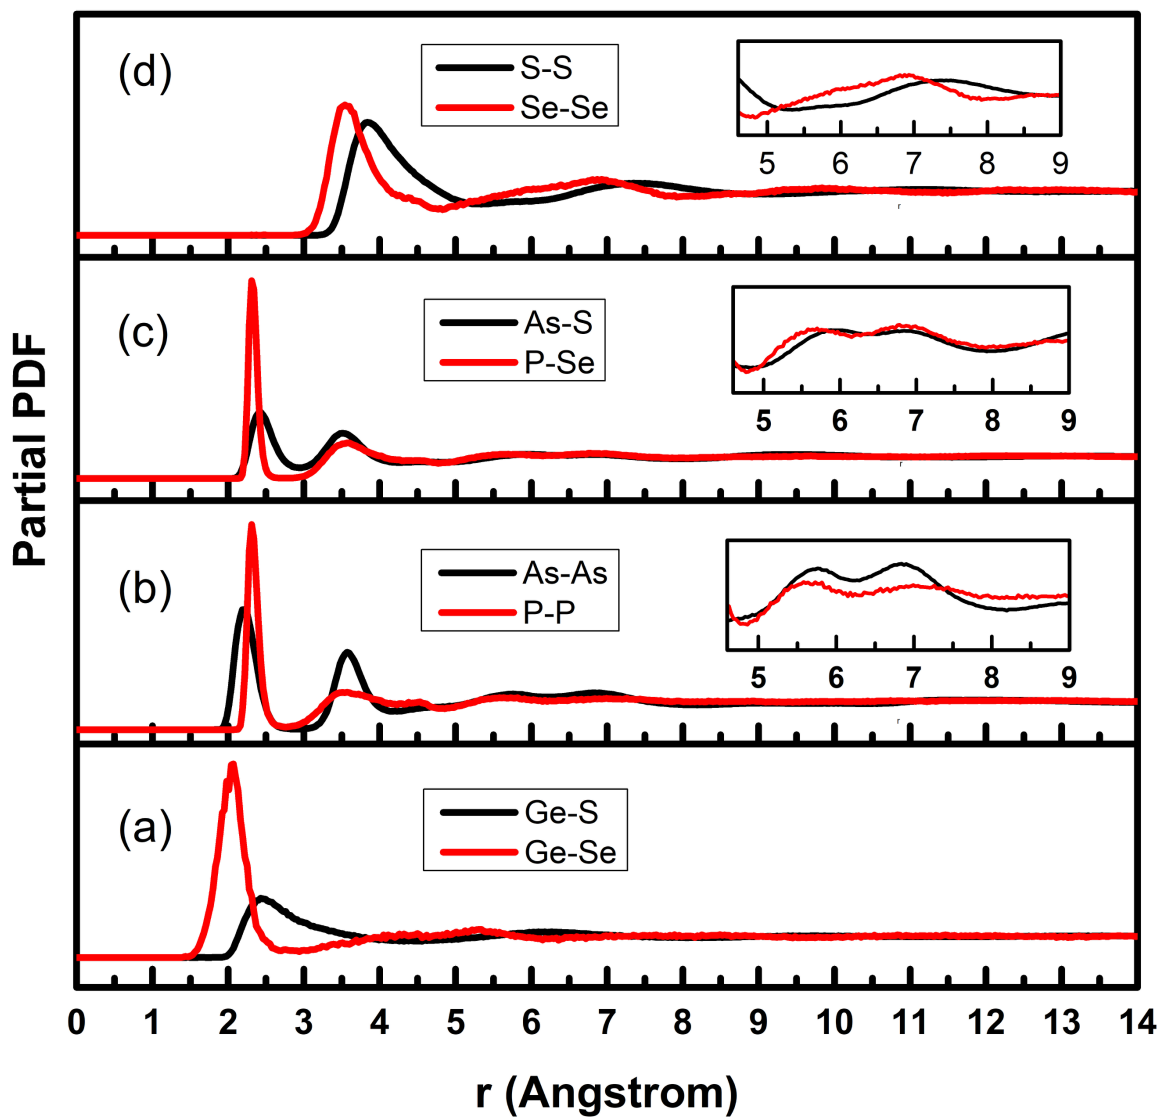 Partial PDF
(d)
S-S
Se-Se
5 6 7 8 9
r
(c)
As-S
P-Se
5 6 7 8 9
r
(b)
As-As
P-P
5 6 7 8 9
r
(a)
Ge-S
Ge-Se
0 1 2 3 4 5 6 7 8 9 10 11 12 13 14
r (Angstrom)